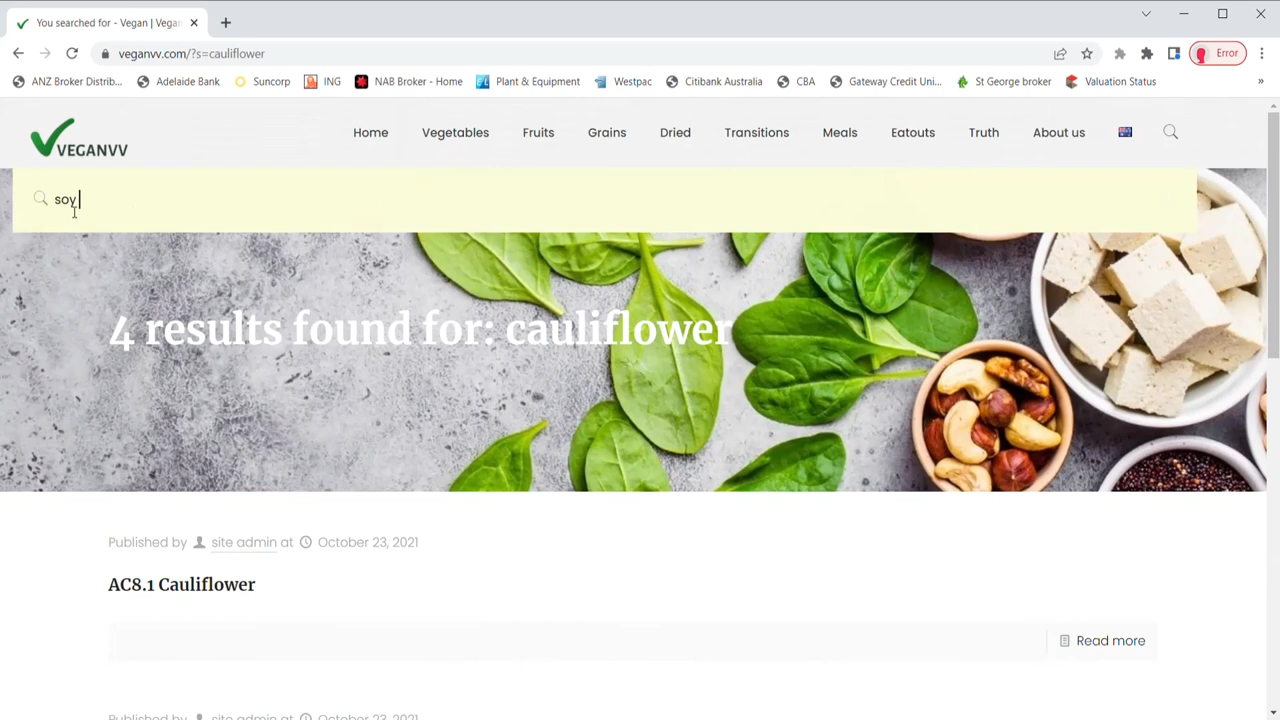 You searched for - Vegan | Vegan
veganvv.com/?s=cauliflower
Error
ANZ Broker Distrib...
Adelaide Bank
Suncorp
ING
NAB Broker - Home
Plant & Equipment
Westpac
Citibank Australia
CBA
Gateway Credit Uni...
St George broker
Valuation Status
»
VEGANVV
Home
Vegetables
Fruits
Grains
Dried
Transitions
Meals
Eatouts
Truth
About us
soy
4 results found for: cauliflower
Published by site admin at October 23, 2021
AC8.1 Cauliflower
Read more
Published by site admin at October 23, 2021